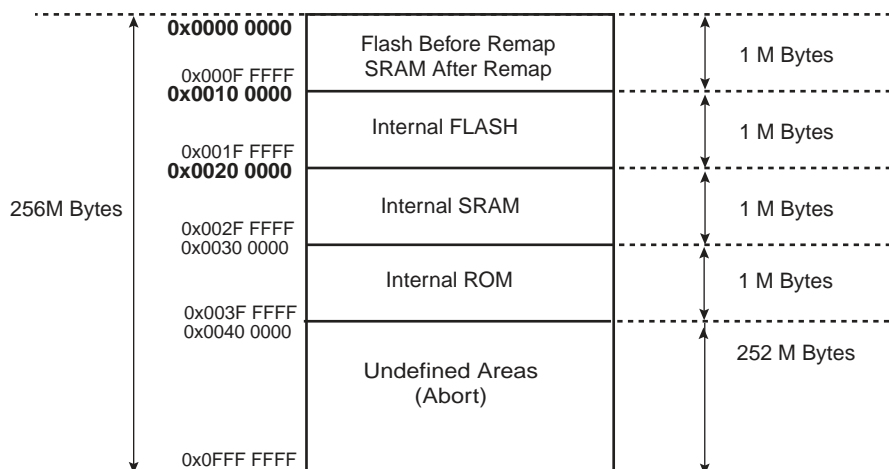 0x0000 0000
Flash Before Remap
SRAM After Remap
1 M Bytes
0x000F FFFF
0x0010 0000
Internal FLASH
1 M Bytes
0x001F FFFF
0x0020 0000
256M Bytes
Internal SRAM
1 M Bytes
0x002F FFFF
0x0030 0000
Internal ROM
1 M Bytes
0x003F FFFF
0x0040 0000
252 M Bytes
Undefined Areas
(Abort)
0x0FFF FFFF